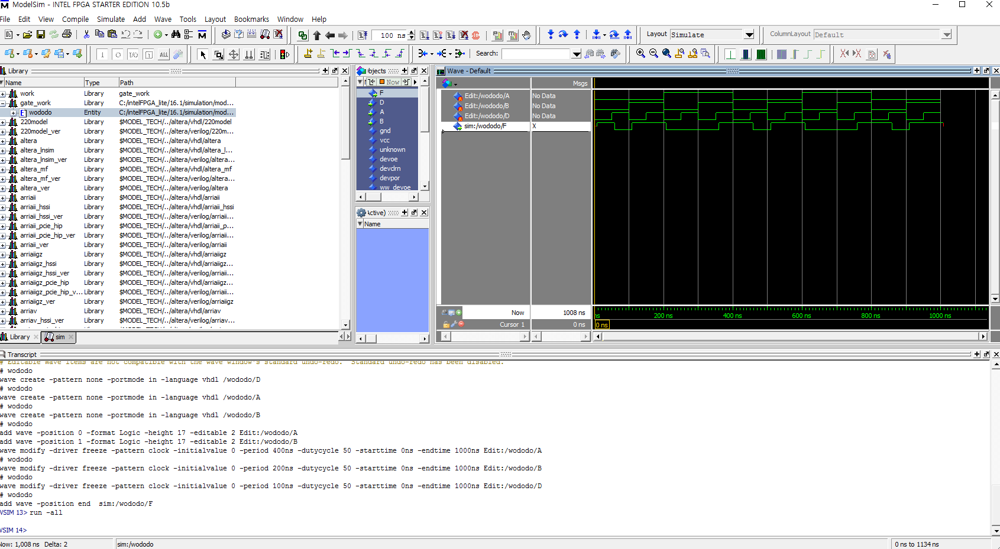 ModelSim - INTEL FPGA STARTER EDITION 10.5b
File Edit View Compile Simulate Add Wave Tools Layout Bookmarks Window Help
100 ns
Layout Simulate
ColumnLayout Default
Search:
Library
Name Type Path
work Library gate_work
gate_work Library C:/intelFPGA_lite/16.1/simulation/mod...
wododo Entity C:/intelFPGA_lite/16.1/simulation/mod...
220model Library $MODEL_TECH/../altera/vhdl/220model
220model_ver Library $MODEL_TECH/../altera/verilog/220m...
altera Library $MODEL_TECH/../altera/vhdl/altera
altera_lnsim Library $MODEL_TECH/../altera/vhdl/altera_l...
altera_lnsim_ver Library $MODEL_TECH/../altera/verilog/altera...
altera_mf Library $MODEL_TECH/../altera/vhdl/altera_mf
altera_mf_ver Library $MODEL_TECH/../altera/verilog/altera...
altera_ver Library $MODEL_TECH/../altera/verilog/altera
arriaii Library $MODEL_TECH/../altera/vhdl/arriaii
arriaii_hssi Library $MODEL_TECH/../altera/vhdl/arriaii_hssi
arriaii_hssi_ver Library $MODEL_TECH/../altera/verilog/arriaii...
arriaii_pcie_hip Library $MODEL_TECH/../altera/vhdl/arriaii_p...
arriaii_pcie_hip_ver Library $MODEL_TECH/../altera/verilog/arriaii...
arriaii_ver Library $MODEL_TECH/../altera/verilog/arriaii
arriaiigz Library $MODEL_TECH/../altera/vhdl/arriaiigz
arriaiigz_hssi Library $MODEL_TECH/../altera/vhdl/arriaiigz...
arriaiigz_hssi_ver Library $MODEL_TECH/../altera/verilog/arriaii...
arriaiigz_pcie_hip Library $MODEL_TECH/../altera/vhdl/arriaiigz...
arriaiigz_pcie_hip_v... Library $MODEL_TECH/../altera/verilog/arriaii...
arriaiigz_ver Library $MODEL_TECH/../altera/verilog/arriaiigz
arriav Library $MODEL_TECH/../altera/vhdl/arriav
arriav_hssi_ver Library $MODEL_TECH/../altera/verilog/arriav...
Library sim
bjects
Now
F
D
A
B
gnd
vcc
unknown
devoe
devclrn
devpor
ww_devoe
Active)
Name
Wave - Default
Msgs
Edit:/wododo/A No Data
Edit:/wododo/B No Data
Edit:/wododo/D No Data
sim:/wododo/F X
Now 1008 ns
Cursor 1 0 ns
ns 200 ns 400 ns 600 ns 800 ns 1000 ns
0 ns
Transcript
# Editable Wave items are not compatible with the wave window's standard undo-redo. Standard undo-redo has been disabled.
# wododo
wave create -pattern none -portmode in -language vhdl /wododo/D
# wododo
wave create -pattern none -portmode in -language vhdl /wododo/A
# wododo
wave create -pattern none -portmode in -language vhdl /wododo/B
# wododo
add wave -position 0 -format Logic -height 17 -editable 2 Edit:/wododo/A
add wave -position 1 -format Logic -height 17 -editable 2 Edit:/wododo/B
wave modify -driver freeze -pattern clock -initialvalue 0 -period 400ns -dutycycle 50 -starttime 0ns -endtime 1000ns Edit:/wododo/A
# wododo
wave modify -driver freeze -pattern clock -initialvalue 0 -period 200ns -dutycycle 50 -starttime 0ns -endtime 1000ns Edit:/wododo/B
# wododo
wave modify -driver freeze -pattern clock -initialvalue 0 -period 100ns -dutycycle 50 -starttime 0ns -endtime 1000ns Edit:/wododo/D
# wododo
add wave -position end sim:/wododo/F
VSIM 13> run -all
VSIM 14>
Now: 1,008 ns Delta: 2 sim:/wododo 0 ns to 1134 ns